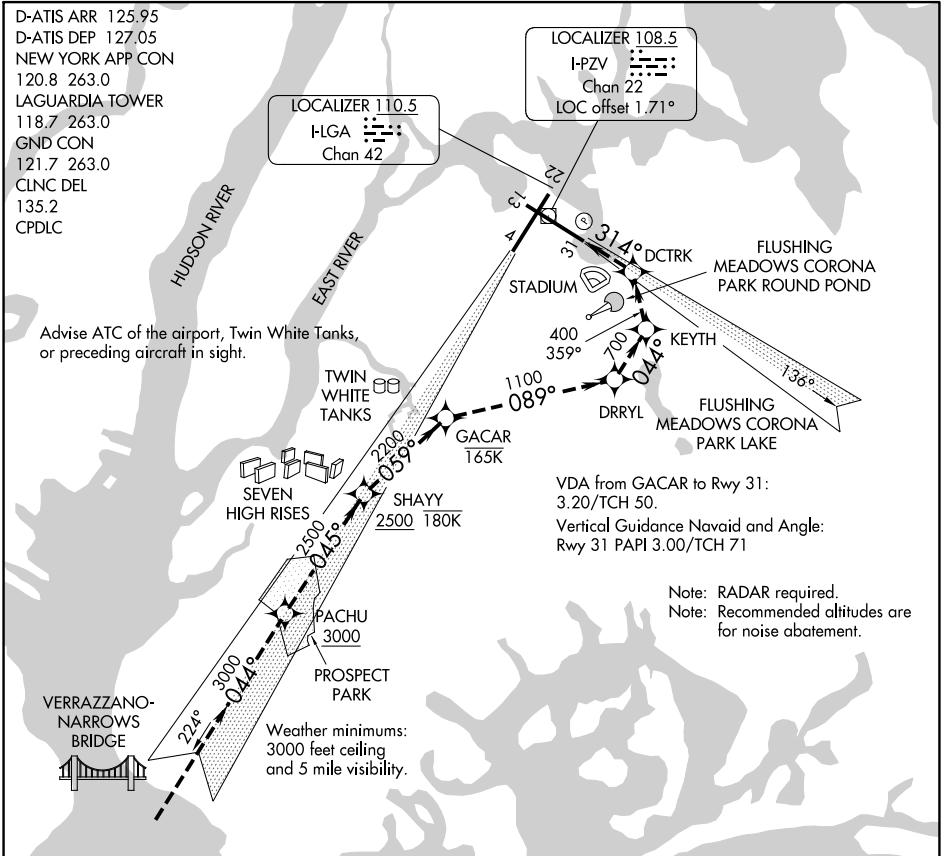 D-ATIS ARR 125.95
D-ATIS DEP 127.05
NEW YORK APP CON
120.8 263.0
LAGUARDIA TOWER
118.7 263.0
GND CON
121.7 263.0
CLNC DEL
135.2
CPDLC
LOCALIZER 110.5
I-LGA
Chan 42
LOCALIZER 108.5
I-PZV
Chan 22
LOC offset 1.71°
HUDSON RIVER
EAST RIVER
22
13
4
31
P
314°
DCTRK
STADIUM
FLUSHING
MEADOWS CORONA
PARK ROUND POND
400
359°
KEYTH
700
044°
136°
Advise ATC of the airport, Twin White Tanks,
or preceding aircraft in sight.
TWIN
WHITE
TANKS
1100
089°
DRRYL
FLUSHING
MEADOWS CORONA
PARK LAKE
GACAR
165K
2200
059°
SEVEN
HIGH RISES
SHAYY
2500 180K
VDA from GACAR to Rwy 31:
3.20/TCH 50.
Vertical Guidance Navaid and Angle:
Rwy 31 PAPI 3.00/TCH 71
2500
045°
Note: RADAR required.
Note: Recommended altitudes are
for noise abatement.
PACHU
3000
PROSPECT
PARK
3000
044°
224°
VERRAZZANO-
NARROWS
BRIDGE
Weather minimums:
3000 feet ceiling
and 5 mile visibility.